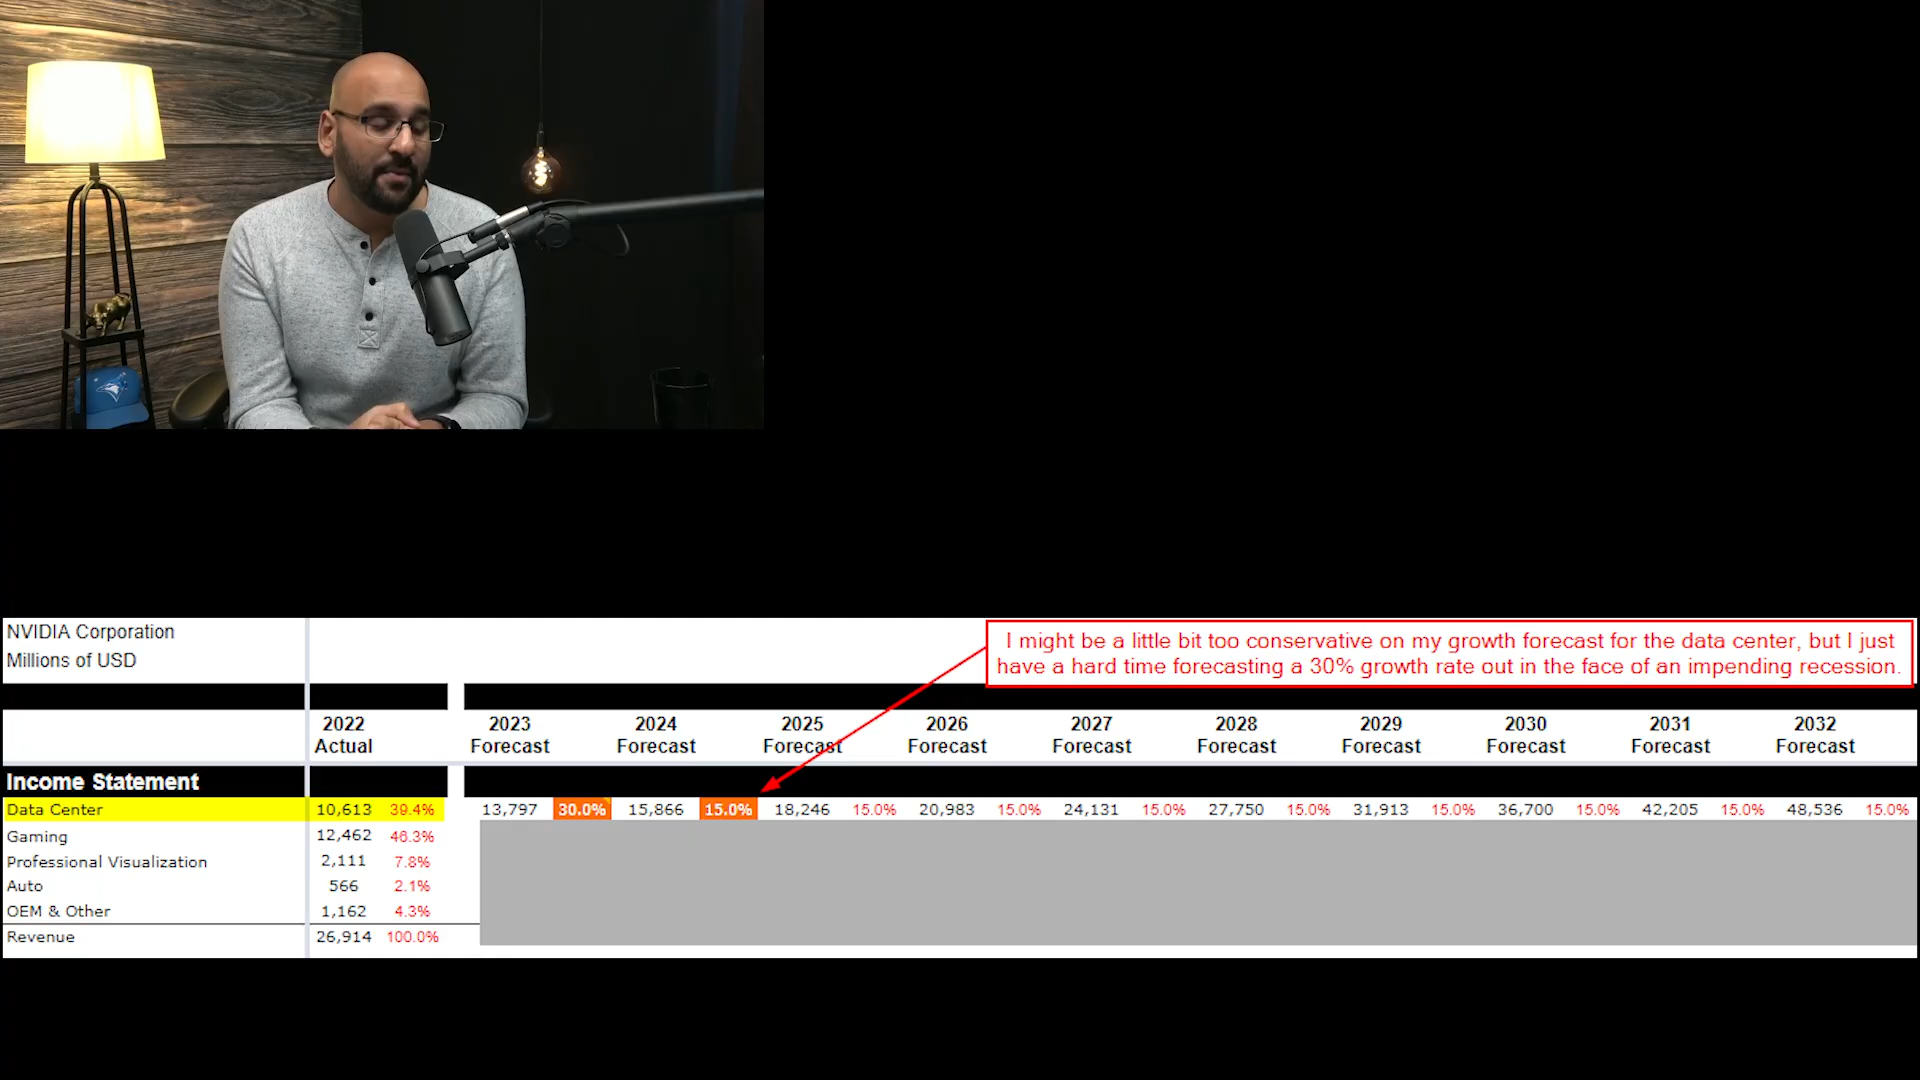 NVIDIA Corporation
Millions of USD
I might be a little bit too conservative on my growth forecast for the data center, but I just
have a hard time forecasting a 30% growth rate out in the face of an impending recession.
2022 2023 2024 2025 2026 2027 2028 2029 2030 2031 2032
Actual Forecast Forecast Forecast Forecast Forecast Forecast Forecast Forecast Forecast Forecast
Income Statement
Data Center 10,613 39.4% 13,797 30.0% 15,866 15.0% 18,246 15.0% 20,983 15.0% 24,131 15.0% 27,750 15.0% 31,913 15.0% 36,700 15.0% 42,205 15.0% 48,536 15.0%
Gaming 12,462 46.3%
Professional Visualization 2,111 7.8%
Auto 566 2.1%
OEM & Other 1,162 4.3%
Revenue 26,914 100.0%